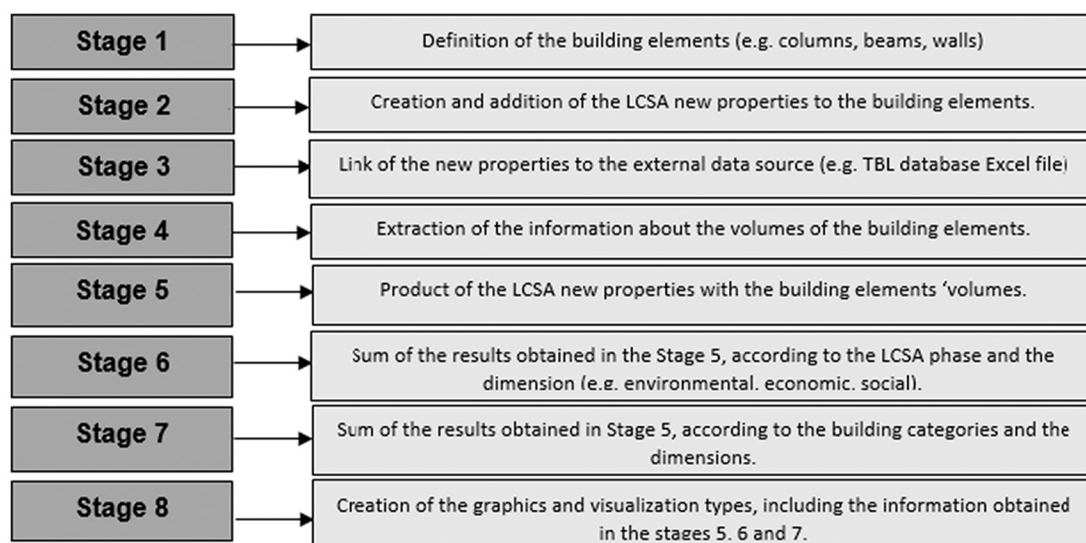 Stage 1
Definition of the building elements (e.g. columns, beams, walls)
Stage 2
Creation and addition of the LCSA new properties to the building elements.
Stage 3
Link of the new properties to the external data source (e.g. TBL database Excel file)
Stage 4
Extraction of the information about the volumes of the building elements.
Stage 5
Product of the LCSA new properties with the building elements ‘volumes.
Stage 6
Sum of the results obtained in the Stage 5, according to the LCSA phase and the
dimension (e.g. environmental, economic, social).
Stage 7
Sum of the results obtained in Stage 5, according to the building categories and the
dimensions.
Stage 8
Creation of the graphics and visualization types, including the information obtained
in the stages 5, 6 and 7.